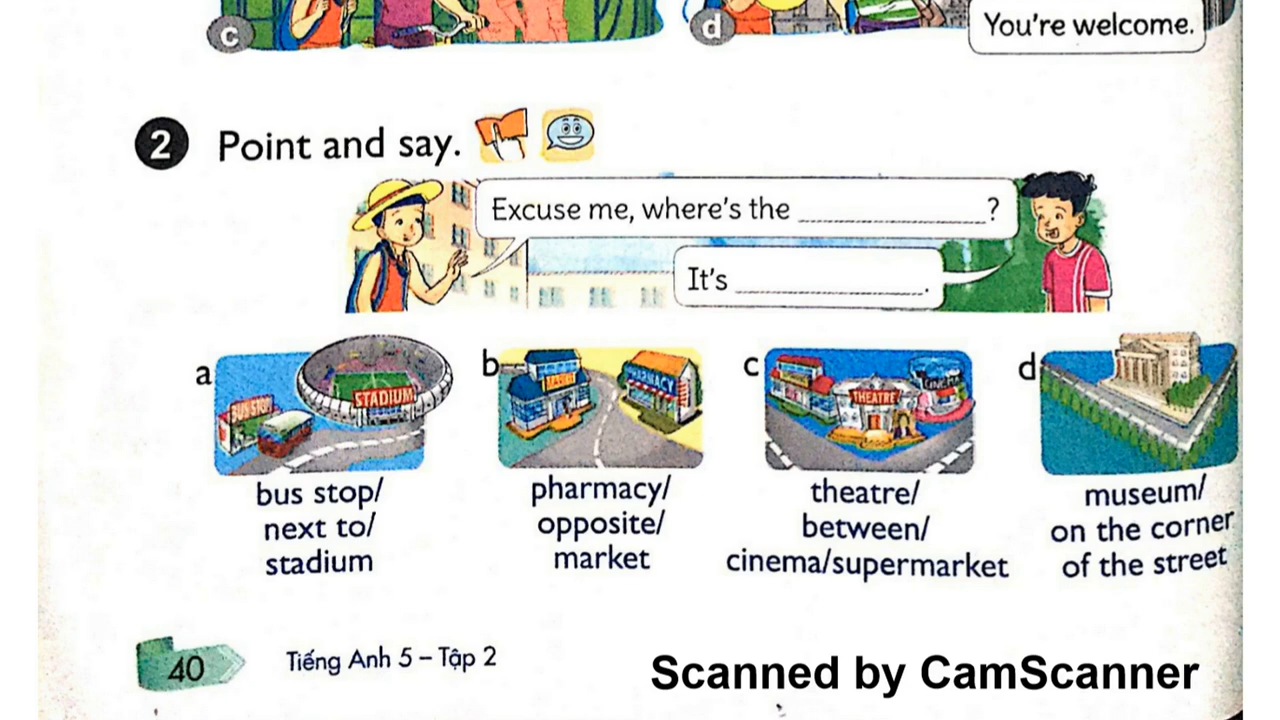 c
d
You're welcome.
2 Point and say.
Excuse me, where's the ____________?
It's ____________.
a
BUS STOP
STADIUM
b
MARKET
PHARMACY
c
THEATRE
CINEMA
d
bus stop/
next to/
stadium
pharmacy/
opposite/
market
theatre/
between/
cinema/supermarket
museum/
on the corner
of the street
40 Tiếng Anh 5 – Tập 2
Scanned by CamScanner